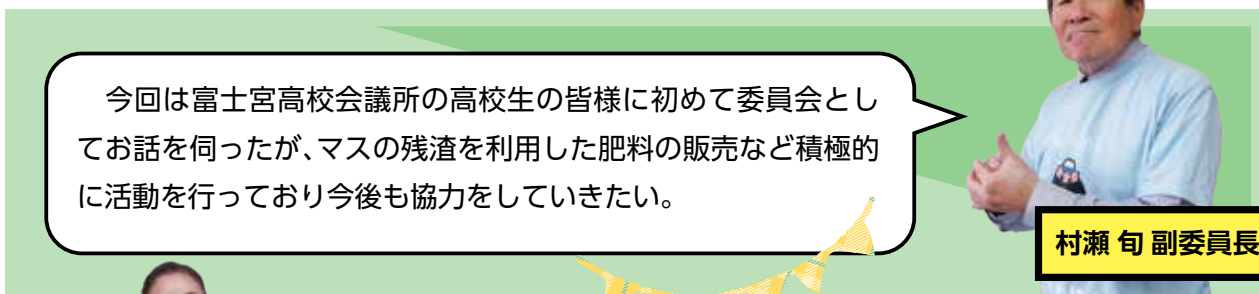 今回は富士宮高校会議所の高校生の皆様に初めて委員会とし
てお話を伺ったが、マスの残渣を利用した肥料の販売など積極的
に活動を行っており今後も協力をしていきたい。
村瀬 旬 副委員長